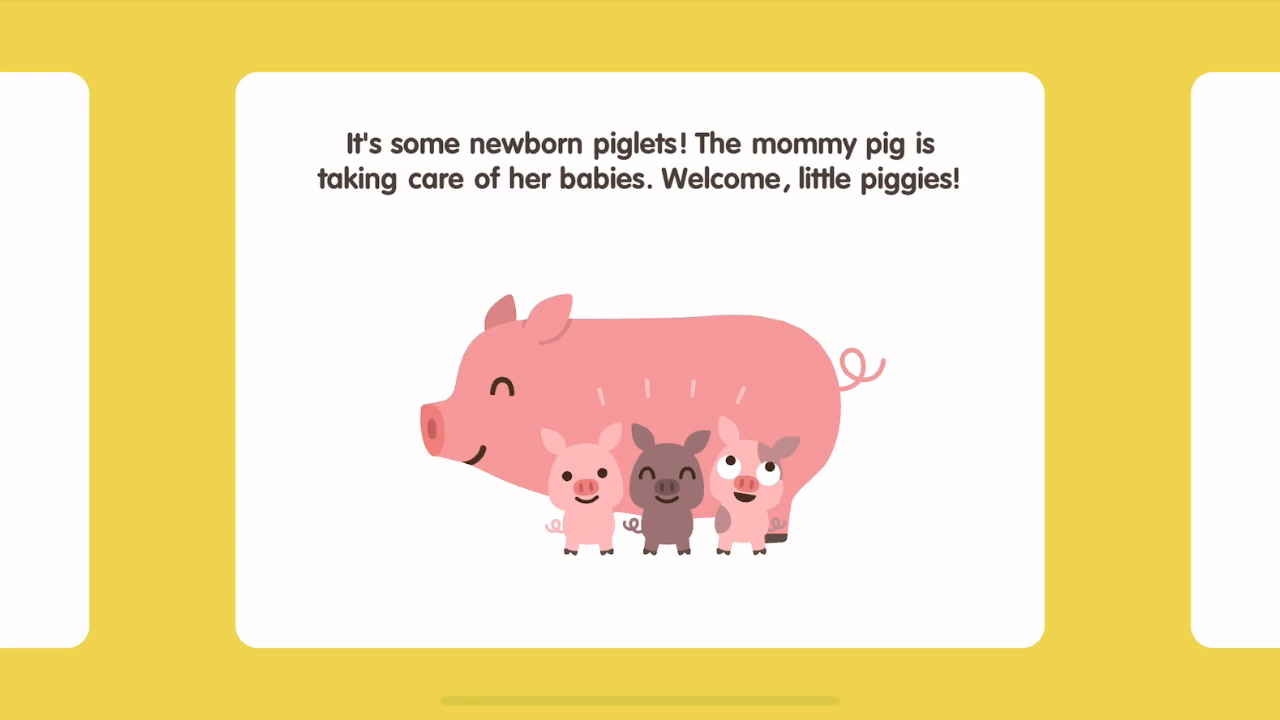 It's some newborn piglets! The mommy pig is
taking care of her babies. Welcome, little piggies!